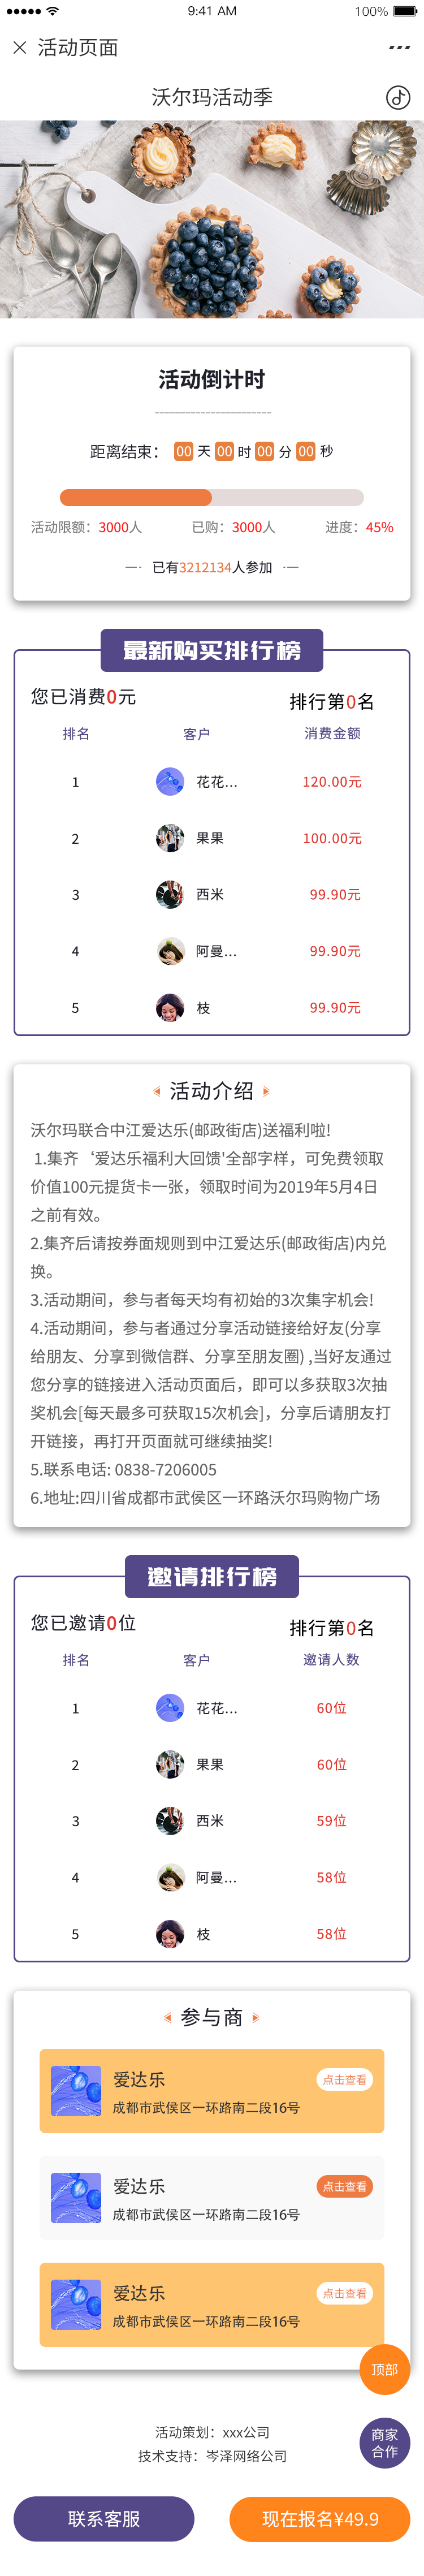 9:41 AM
100%
活动页面
沃尔玛活动季
活动倒计时
距离结束： 00 天 00 时 00 分 00 秒
活动限额：3000人 已购：3000人 进度：45%
已有3212134人参加
最新购买排行榜
您已消费0元 排行第0名
排名 客户 消费金额
1 花花... 120.00元
2 果果 100.00元
3 西米 99.90元
4 阿曼... 99.90元
5 枝 99.90元
活动介绍
沃尔玛联合中江爱达乐(邮政街店)送福利啦!
1.集齐‘爱达乐福利大回馈'全部字样，可免费领取
价值100元提货卡一张，领取时间为2019年5月4日
之前有效。
2.集齐后请按券面规则到中江爱达乐(邮政街店)内兑
换。
3.活动期间，参与者每天均有初始的3次集字机会!
4.活动期间，参与者通过分享活动链接给好友(分享
给朋友、分享到微信群、分享至朋友圈) ,当好友通过
您分享的链接进入活动页面后，即可以多获取3次抽
奖机会[每天最多可获取15次机会]，分享后请朋友打
开链接，再打开页面就可继续抽奖!
5.联系电话: 0838-7206005
6.地址:四川省成都市武侯区一环路沃尔玛购物广场
邀请排行榜
您已邀请0位 排行第0名
排名 客户 邀请人数
1 花花... 60位
2 果果 60位
3 西米 59位
4 阿曼... 58位
5 枝 58位
参与商
爱达乐 点击查看
成都市武侯区一环路南二段16号
爱达乐 点击查看
成都市武侯区一环路南二段16号
爱达乐 点击查看
成都市武侯区一环路南二段16号
顶部
商家
合作
活动策划：xxx公司
技术支持：岑泽网络公司
联系客服 现在报名¥49.9